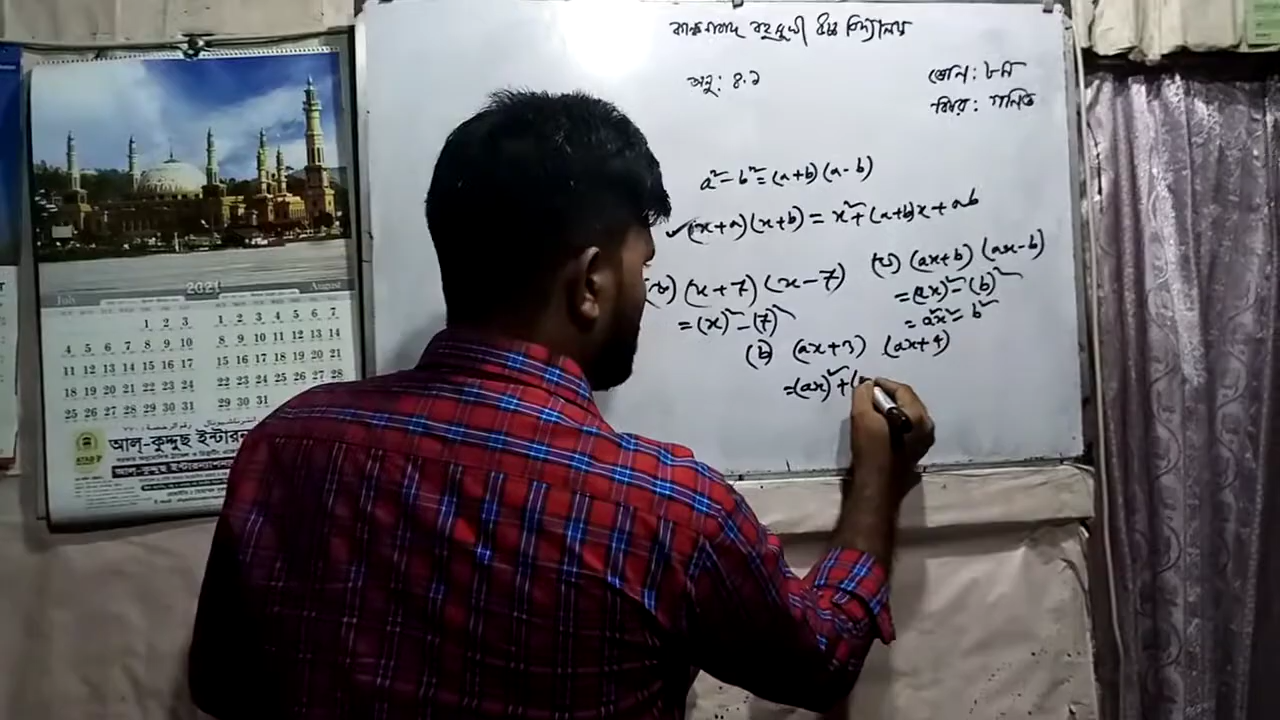 উচ্চ বিদ্যালয়
অনু: ৪.১
শ্রেণি: ৮ম
বিষয়: গণিত
a² - b² = (a+b) (a-b)
(x+a) (x+b) = x² + (a+b)x + ab
(x+7) (x-7)
= (x)² - (7)²
(ax+b) (ax-b)
= (ax)² - (b)²
= a²x² - b²
(ax+3) (ax+4)
= (ax)² + (
July 2021 August
1 2 3
4 5 6 7 8 9 10
11 12 13 14 15 16 17
18 19 20 21 22 23 24
25 26 27 28 29 30 31
1 2 3 4 5 6 7
8 9 10 11 12 13 14
15 16 17 18 19 20 21
22 23 24 25 26 27 28
29 30 31
আল্-কুদ্দুছ ইন্টার
আল্-কুদ্দুছ ইন্টারন্যাশনা